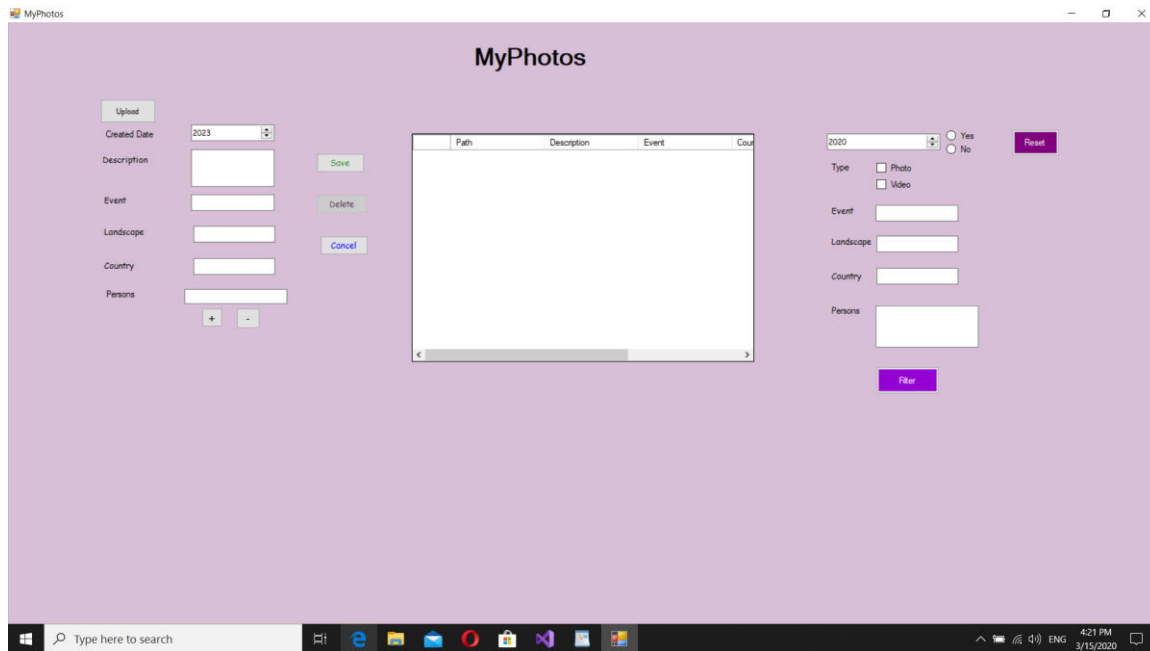 MyPhotos
MyPhotos
Upload
Created Date 2023
Description
Event
Landscape
Country
Persons
+ -
Save
Delete
Cancel
Path Description Event Cour
2020 Yes
No
Reset
Type Photo
Video
Event
Landscape
Country
Persons
Filter
Type here to search
ENG 4:21 PM
3/15/2020